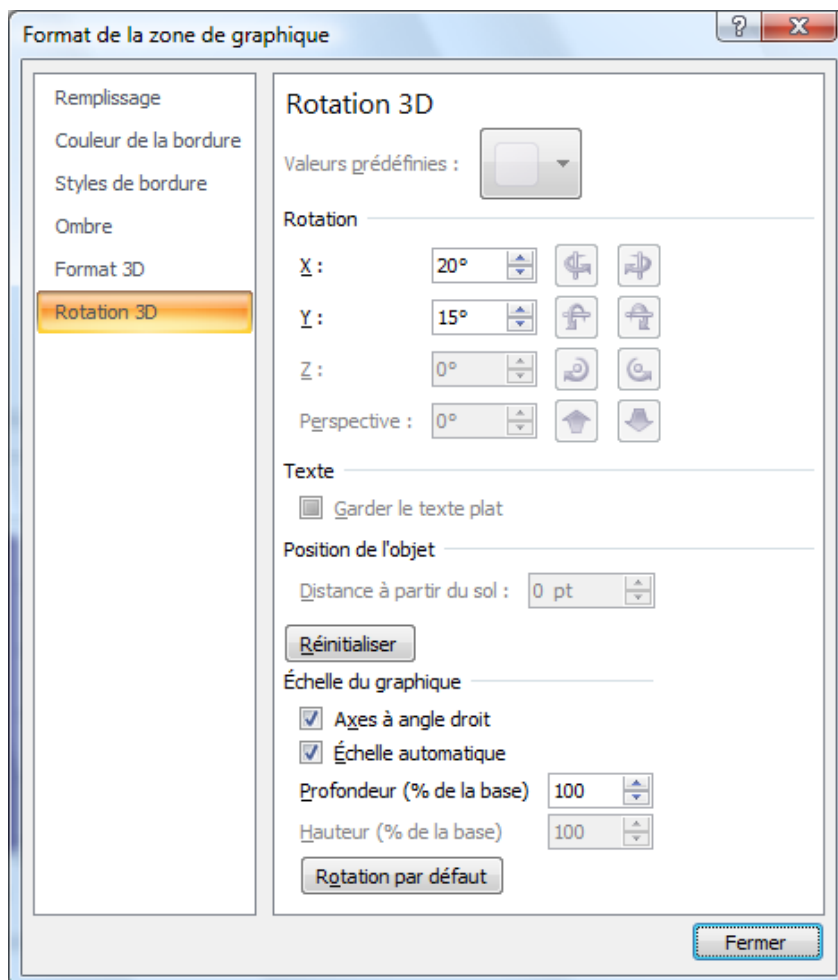 Format de la zone de graphique
?
Remplissage
Couleur de la bordure
Styles de bordure
Ombre
Format 3D
Rotation 3D
Rotation 3D
Valeurs prédéfinies :
Rotation
X : 20°
Y : 15°
Z : 0°
Perspective : 0°
Texte
Garder le texte plat
Position de l'objet
Distance à partir du sol : 0 pt
Réinitialiser
Échelle du graphique
Axes à angle droit
Échelle automatique
Profondeur (% de la base) 100
Hauteur (% de la base) 100
Rotation par défaut
Fermer